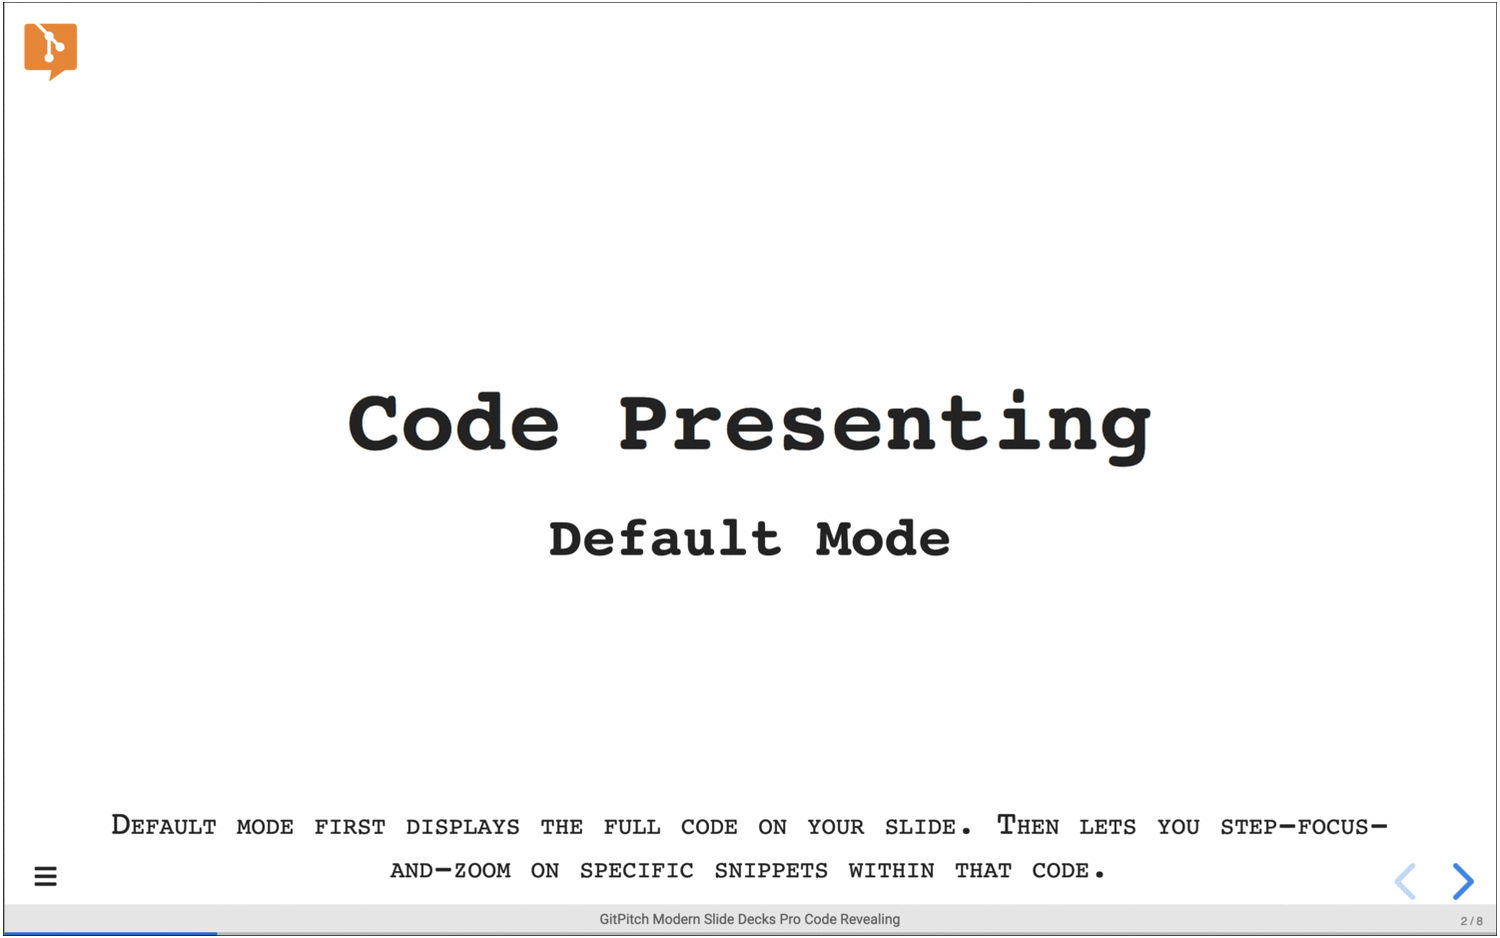 Code Presenting
Default Mode
Default mode first displays the full code on your slide. Then lets you step-focus-
and-zoom on specific snippets within that code.
GitPitch Modern Slide Decks Pro Code Revealing
2 / 8